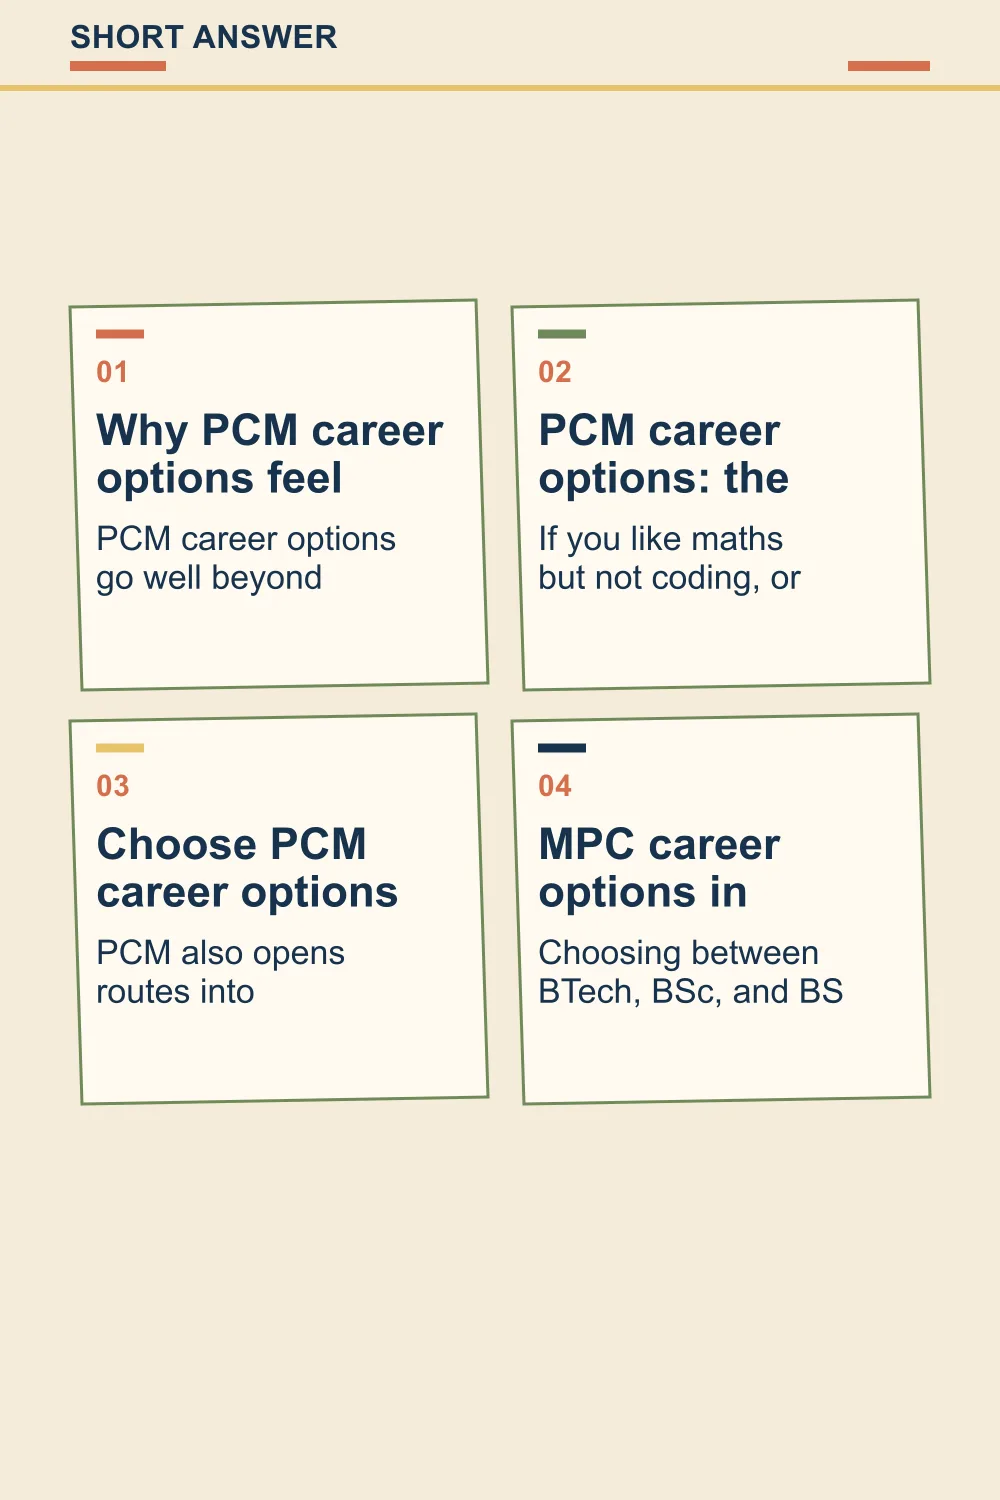 SHORT ANSWER
01
Why PCM career
options feel
PCM career options
go well beyond
02
PCM career
options: the
If you like maths
but not coding, or
03
Choose PCM
career options
PCM also opens
routes into
04
MPC career
options in
Choosing between
BTech, BSc, and BS